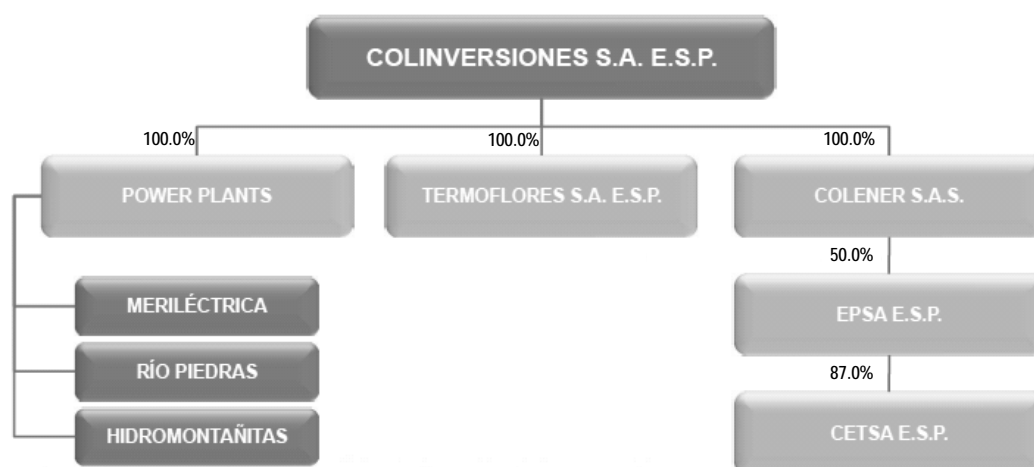 COLINVERSIONES S.A. E.S.P.
100.0%
100.0%
100.0%
POWER PLANTS
TERMOFLORES S.A. E.S.P.
COLENER S.A.S.
50.0%
MERILÉCTRICA
EPSA E.S.P.
RÍO PIEDRAS
87.0%
HIDROMONTAÑITAS
CETSA E.S.P.